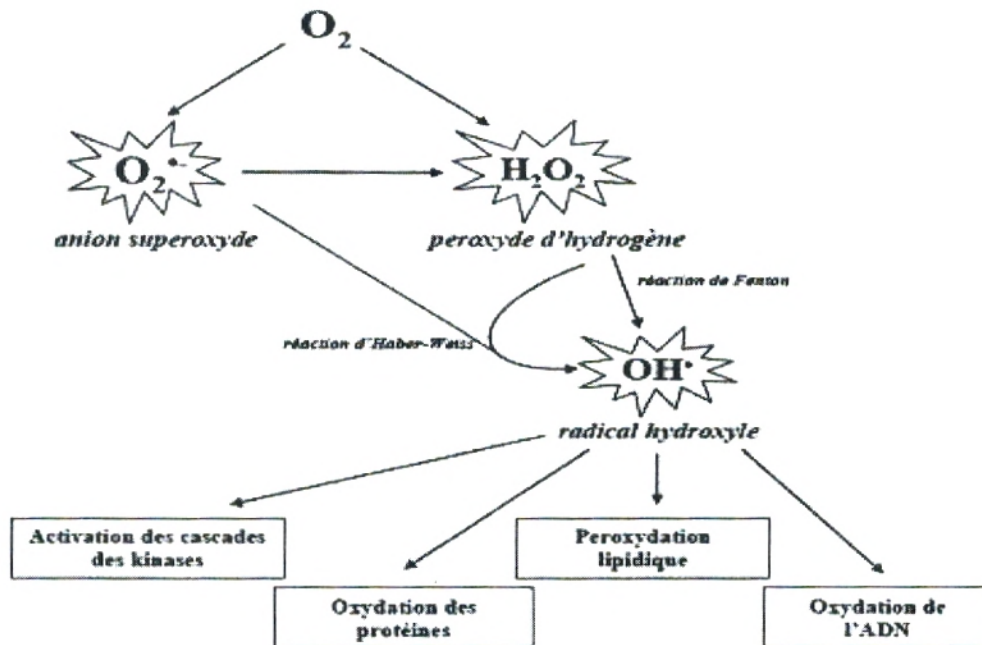 O₂
O₂•−
H₂O₂
anion superoxyde
peroxyde d'hydrogène
réaction de Fenton
réaction d'Haber-Weiss
OH•
radical hydroxyle
Activation des cascades
des kinases
Peroxydation
lipidique
Oxydation des
protéines
Oxydation de
l'ADN